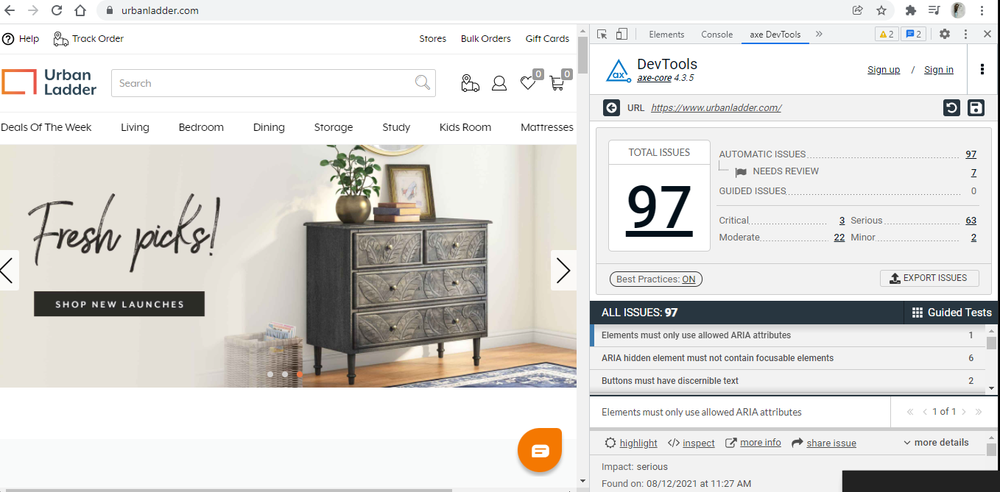 urbanladder.com
Help
Track Order
Stores
Bulk Orders
Gift Cards
Urban
Ladder
Search
0
0
Deals Of The Week
Living
Bedroom
Dining
Storage
Study
Kids Room
Mattresses
Fresh picks!
SHOP NEW LAUNCHES
Elements
Console
axe DevTools
»
2
2
ax
DevTools
axe-core 4.3.5
Sign up / Sign in
URL https://www.urbanladder.com/
TOTAL ISSUES
97
AUTOMATIC ISSUES 97
NEEDS REVIEW 7
GUIDED ISSUES 0
Critical 3 Serious 63
Moderate 22 Minor 2
Best Practices: ON
EXPORT ISSUES
ALL ISSUES: 97
Guided Tests
Elements must only use allowed ARIA attributes 1
ARIA hidden element must not contain focusable elements 6
Buttons must have discernible text 2
Elements must only use allowed ARIA attributes
« < 1 of 1 > »
highlight </> inspect more info share issue more details
Impact: serious
Found on: 08/12/2021 at 11:27 AM